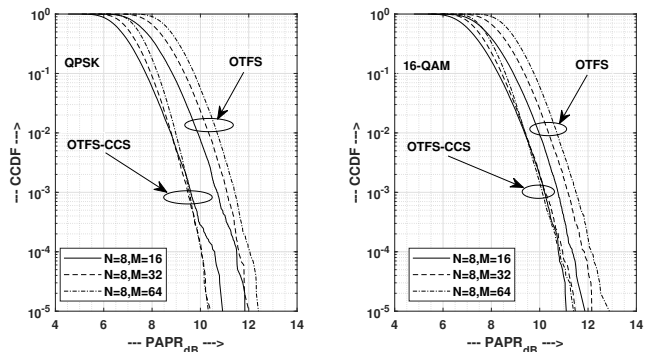 10^0
10^-1
10^-2
10^-3
10^-4
10^-5
--- CCDF --->
QPSK
OTFS
OTFS-CCS
N=8,M=16
N=8,M=32
N=8,M=64
4 6 8 10 12 14
--- PAPR_dB --->
10^0
10^-1
10^-2
10^-3
10^-4
10^-5
--- CCDF --->
16-QAM
OTFS
OTFS-CCS
N=8,M=16
N=8,M=32
N=8,M=64
4 6 8 10 12 14
--- PAPR_dB --->